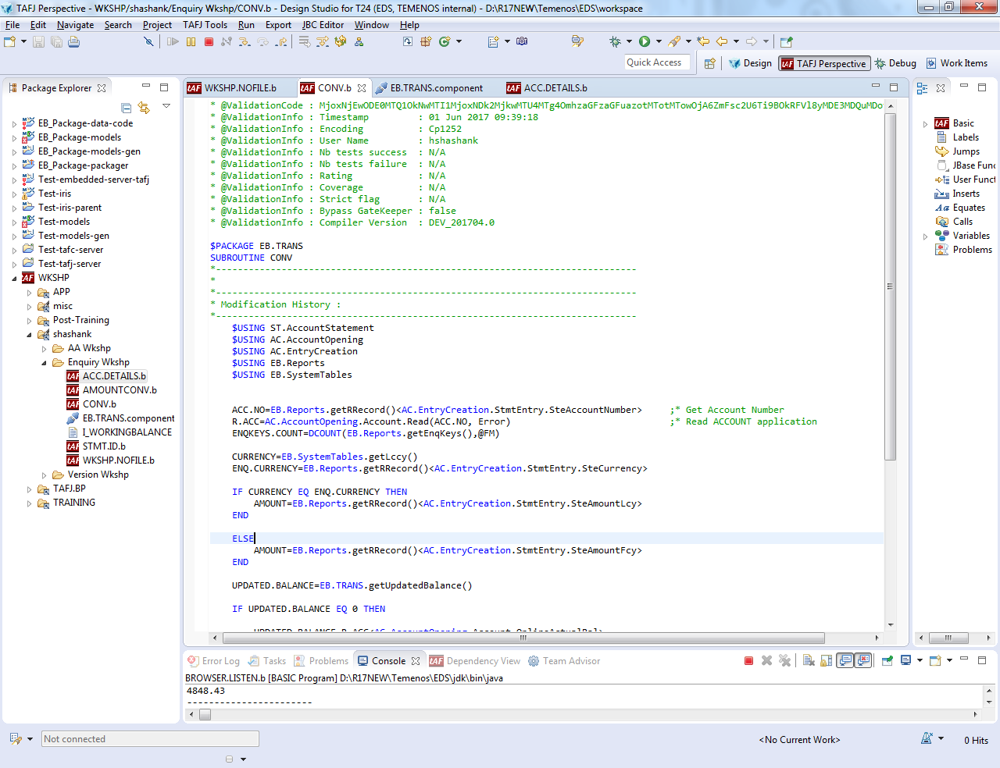 TAFJ Perspective - WKSHP/shashank/Enquiry Wkshp/CONV.b - Design Studio for T24 (EDS, TEMENOS internal) - D:\R17NEW\Temenos\EDS\workspace
File Edit Navigate Search Project TAFJ Tools Run Export JBC Editor Window Help
Quick Access Design TAFJ Perspective Debug Work Items
Package Explorer
EB_Package-data-code
EB_Package-models
EB_Package-models-gen
EB_Package-packager
Test-embedded-server-tafj
Test-iris
Test-iris-parent
Test-models
Test-models-gen
Test-tafc-server
Test-tafj-server
WKSHP
APP
misc
Post-Training
shashank
AA Wkshp
Enquiry Wkshp
ACC.DETAILS.b
AMOUNTCONV.b
CONV.b
EB.TRANS.component
I_WORKINGBALANCE
STMT.ID.b
WKSHP.NOFILE.b
Version Wkshp
TAFJ.BP
TRAINING
WKSHP.NOFILE.b CONV.b EB.TRANS.component ACC.DETAILS.b
* @ValidationCode :
* @ValidationInfo : Timestamp : 01 Jun 2017 09:39:18
* @ValidationInfo : Encoding : Cp1252
* @ValidationInfo : User Name : hshashank
* @ValidationInfo : Nb tests success : N/A
* @ValidationInfo : Nb tests failure : N/A
* @ValidationInfo : Rating : N/A
* @ValidationInfo : Coverage : N/A
* @ValidationInfo : Strict flag : N/A
* @ValidationInfo : Bypass GateKeeper : false
* @ValidationInfo : Compiler Version : DEV_201704.0
$PACKAGE EB.TRANS
SUBROUTINE CONV
*-----------------------------------------------------------------------------
*
*-----------------------------------------------------------------------------
* Modification History :
*-----------------------------------------------------------------------------
$USING ST.AccountStatement
$USING AC.AccountOpening
$USING AC.EntryCreation
$USING EB.Reports
$USING EB.SystemTables
ACC.NO=EB.Reports.getRRecord()<AC.EntryCreation.StmtEntry.SteAccountNumber> ;* Get Account Number
R.ACC=AC.AccountOpening.Account.Read(ACC.NO, Error) ;* Read ACCOUNT application
ENQKEYS.COUNT=DCOUNT(EB.Reports.getEnqKeys(),@FM)
CURRENCY=EB.SystemTables.getLccy()
ENQ.CURRENCY=EB.Reports.getRRecord()<AC.EntryCreation.StmtEntry.SteCurrency>
IF CURRENCY EQ ENQ.CURRENCY THEN
AMOUNT=EB.Reports.getRRecord()<AC.EntryCreation.StmtEntry.SteAmountLcy>
END
ELSE
AMOUNT=EB.Reports.getRRecord()<AC.EntryCreation.StmtEntry.SteAmountFcy>
END
UPDATED.BALANCE=EB.TRANS.getUpdatedBalance()
IF UPDATED.BALANCE EQ 0 THEN
UPDATED.BALANCE=R.ACC<AC.AccountOpening.Account.OnlineActualBal>
Basic
Labels
Jumps
JBase Func
User Funct
Inserts
Equates
Calls
Variables
Problems
Error Log Tasks Problems Console Dependency View Team Advisor
BROWSER.LISTEN.b [BASIC Program] D:\R17NEW\Temenos\EDS\jdk\bin\java
4848.43
-----------------------
Not connected <No Current Work> 0 Hits